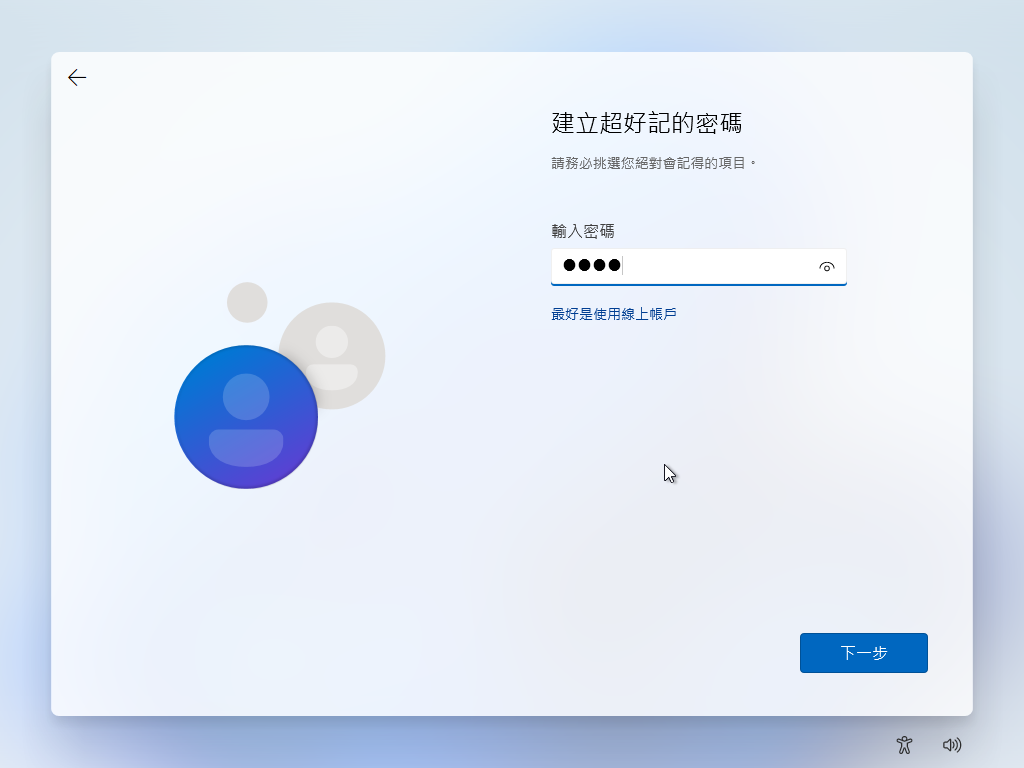 建立超好記的密碼
請務必挑選您絕對會記得的項目。
輸入密碼
●●●●
最好是使用線上帳戶
下一步